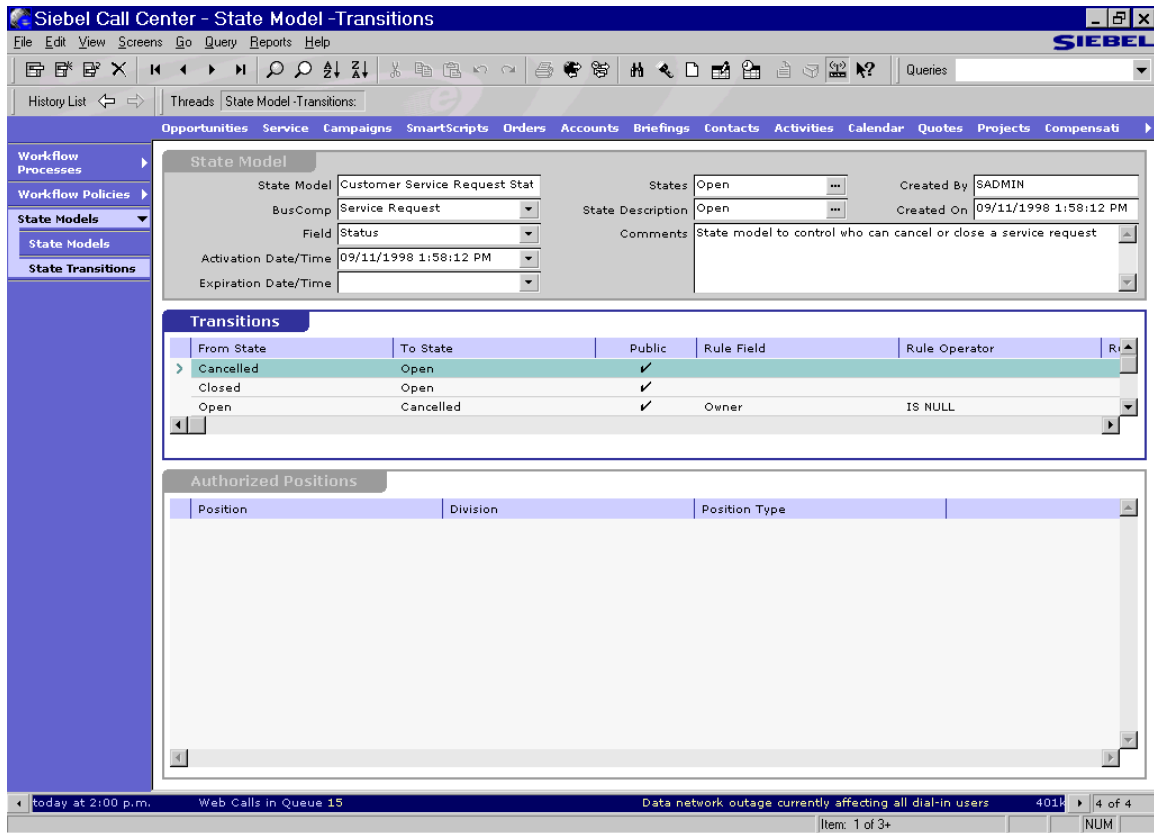 Siebel Call Center - State Model -Transitions
File Edit View Screens Go Query Reports Help
SIEBEL
Queries
History List Threads State Model -Transitions:
Opportunities Service Campaigns SmartScripts Orders Accounts Briefings Contacts Activities Calendar Quotes Projects Compensati
Workflow
Processes
Workflow Policies
State Models
State Models
State Transitions
State Model
State Model Customer Service Request Stat States Open Created By SADMIN
BusComp Service Request State Description Open Created On 09/11/1998 1:58:12 PM
Field Status Comments State model to control who can cancel or close a service request
Activation Date/Time 09/11/1998 1:58:12 PM
Expiration Date/Time
Transitions
From State To State Public Rule Field Rule Operator Ru
Cancelled Open ✔
Closed Open ✔
Open Cancelled ✔ Owner IS NULL
Authorized Positions
Position Division Position Type
today at 2:00 p.m. Web Calls in Queue 15 Data network outage currently affecting all dial-in users 401k 4 of 4
Item: 1 of 3+ NUM